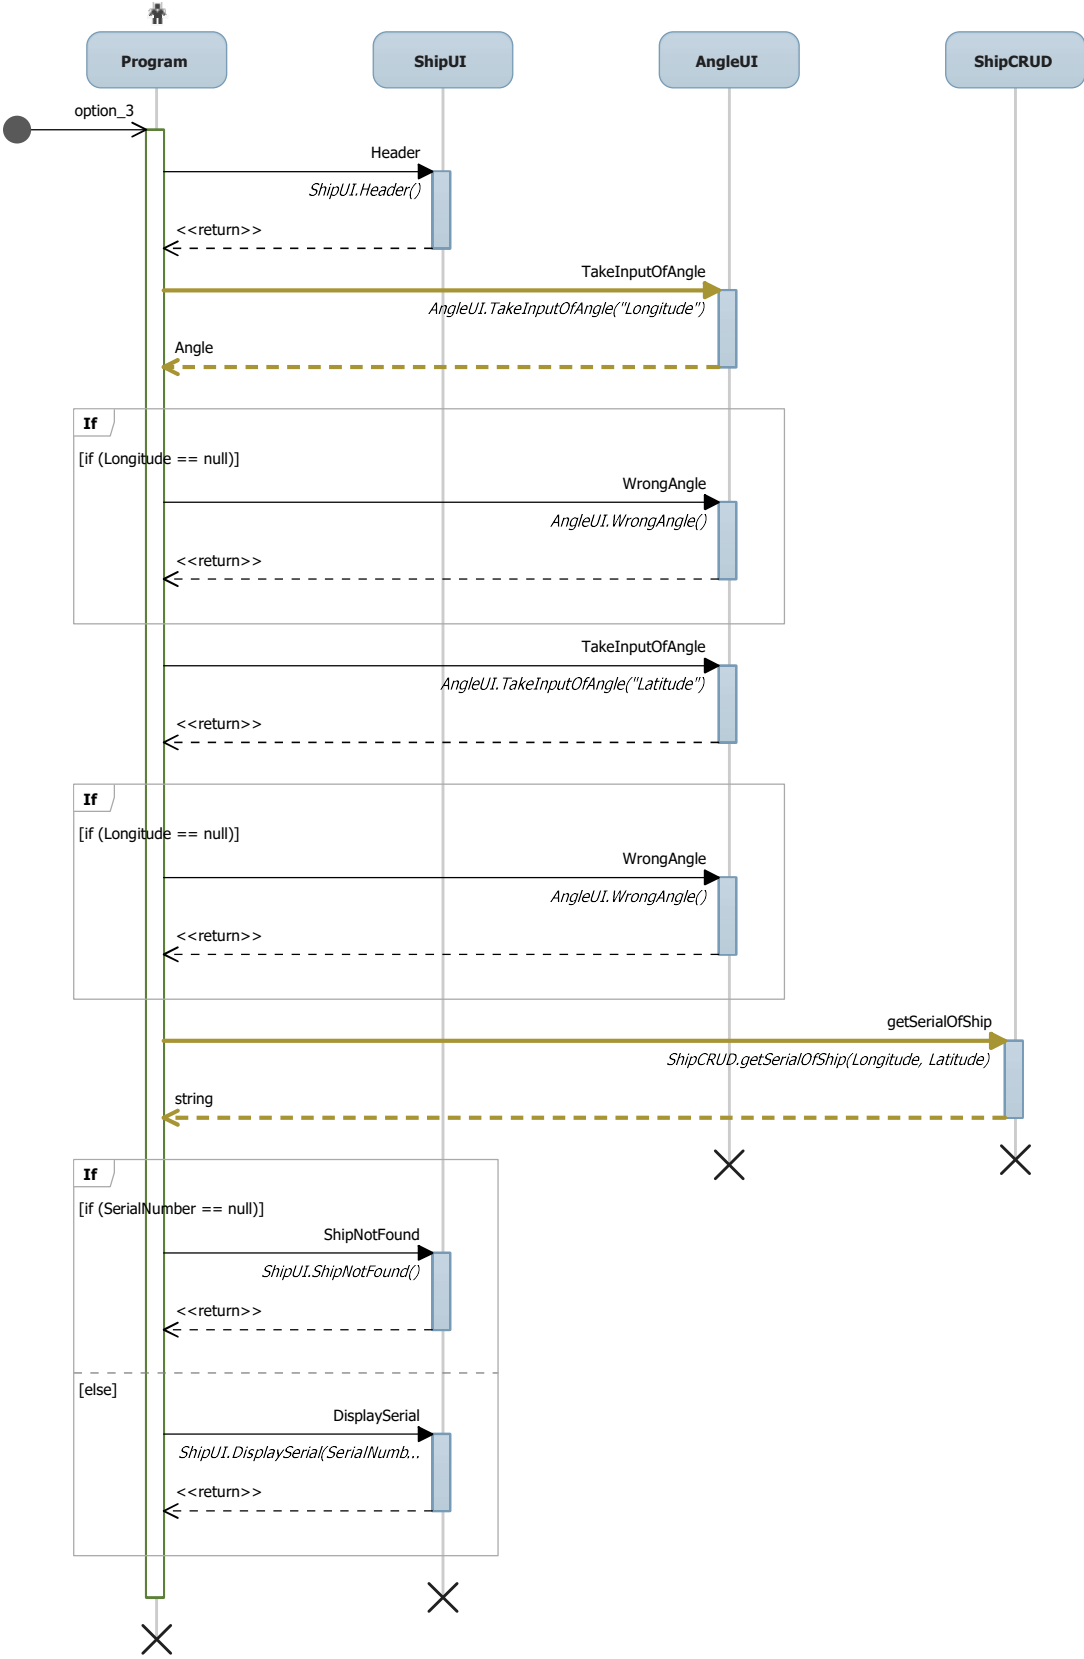 Program
ShipUI
AngleUI
ShipCRUD
option_3
Header
ShipUI.Header()
<<return>>
TakeInputOfAngle
AngleUI.TakeInputOfAngle("Longitude")
Angle
If
[if (Longitude == null)]
WrongAngle
AngleUI.WrongAngle()
<<return>>
TakeInputOfAngle
AngleUI.TakeInputOfAngle("Latitude")
<<return>>
If
[if (Longitude == null)]
WrongAngle
AngleUI.WrongAngle()
<<return>>
getSerialOfShip
ShipCRUD.getSerialOfShip(Longitude, Latitude)
string
If
[if (SerialNumber == null)]
ShipNotFound
ShipUI.ShipNotFound()
<<return>>
[else]
DisplaySerial
ShipUI.DisplaySerial(SerialNumb...
<<return>>